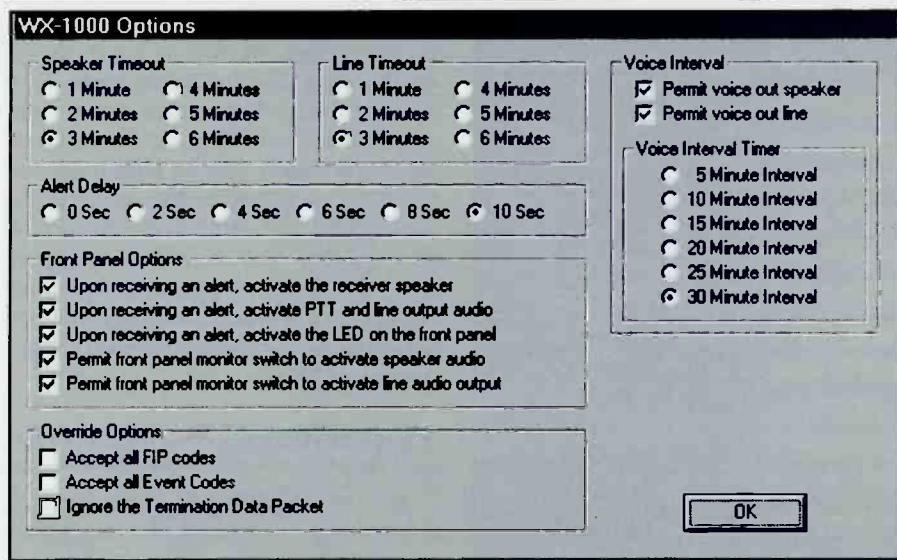 WX-1000 Options
Speaker Timeout
1 Minute 4 Minutes
2 Minutes 5 Minutes
3 Minutes 6 Minutes
Line Timeout
1 Minute 4 Minutes
2 Minutes 5 Minutes
3 Minutes 6 Minutes
Voice Interval
Permit voice out speaker
Permit voice out line
Voice Interval Timer
5 Minute Interval
10 Minute Interval
15 Minute Interval
20 Minute Interval
25 Minute Interval
30 Minute Interval
Alert Delay
0 Sec 2 Sec 4 Sec 6 Sec 8 Sec 10 Sec
Front Panel Options
Upon receiving an alert, activate the receiver speaker
Upon receiving an alert, activate PTT and line output audio
Upon receiving an alert, activate the LED on the front panel
Permit front panel monitor switch to activate speaker audio
Permit front panel monitor switch to activate line audio output
Override Options
Accept all FIP codes
Accept all Event Codes
Ignore the Termination Data Packet
OK